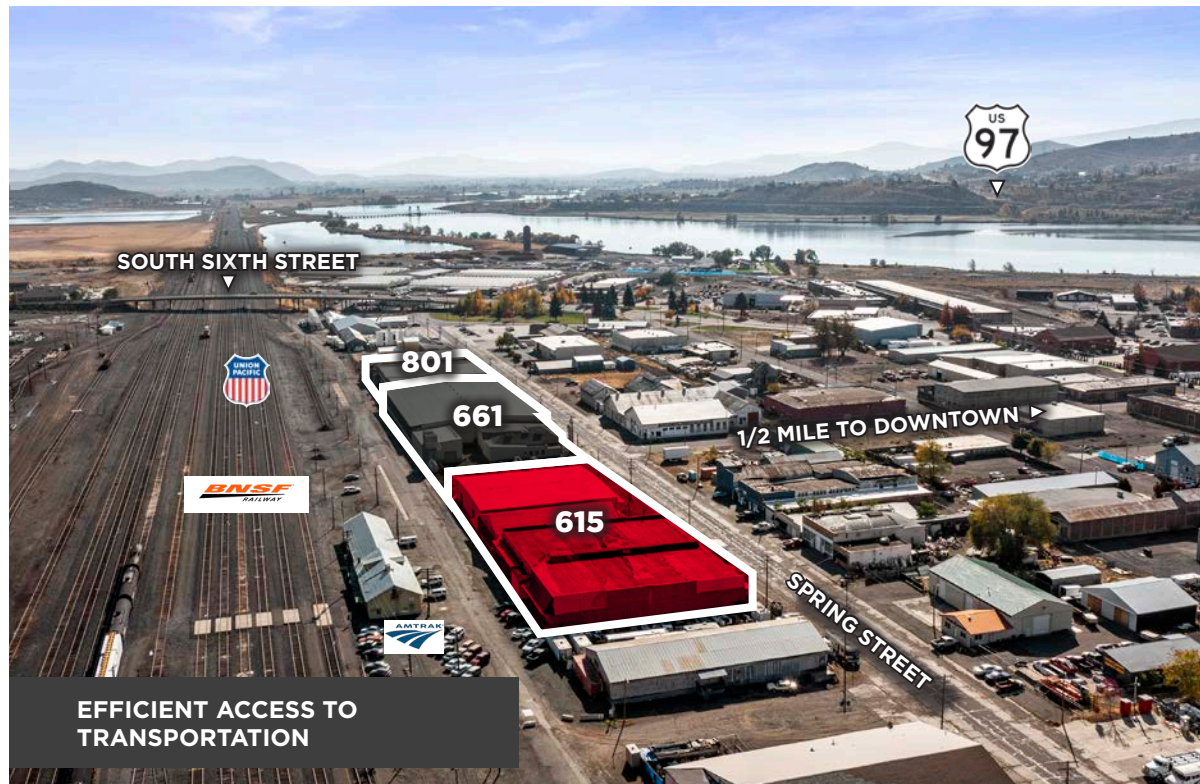 US
97
SOUTH SIXTH STREET
UNION
PACIFIC
801
661
1/2 MILE TO DOWNTOWN
BNSF
RAILWAY
615
SPRING STREET
AMTRAK
EFFICIENT ACCESS TO
TRANSPORTATION